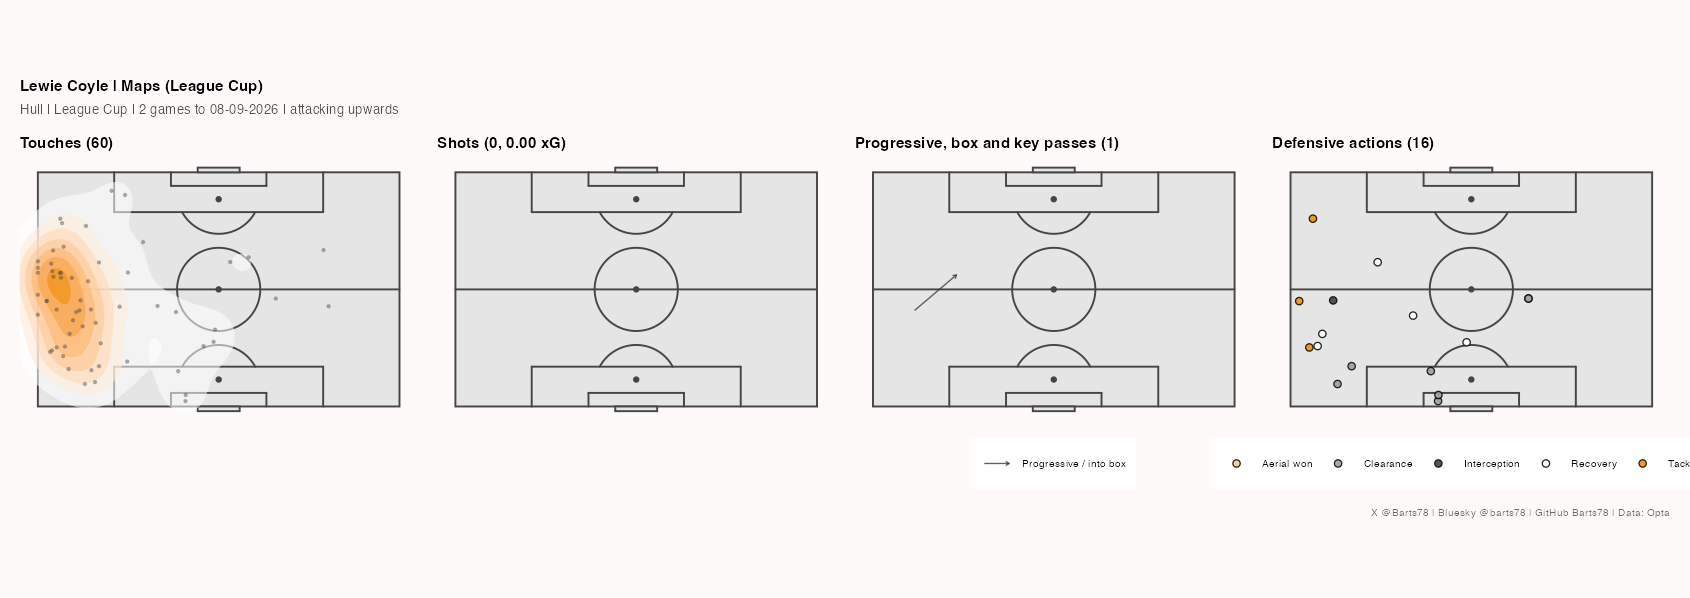 Lewie Coyle | Maps (League Cup)
Hull | League Cup | 2 games to 08-09-2026 | attacking upwards
Touches (60)
Shots (0, 0.00 xG)
Progressive, box and key passes (1)
Defensive actions (16)
Progressive / into box
Aerial won
Clearance
Interception
Recovery
Tack
X @Barts78 | Bluesky @barts78 | GitHub Barts78 | Data: Opta